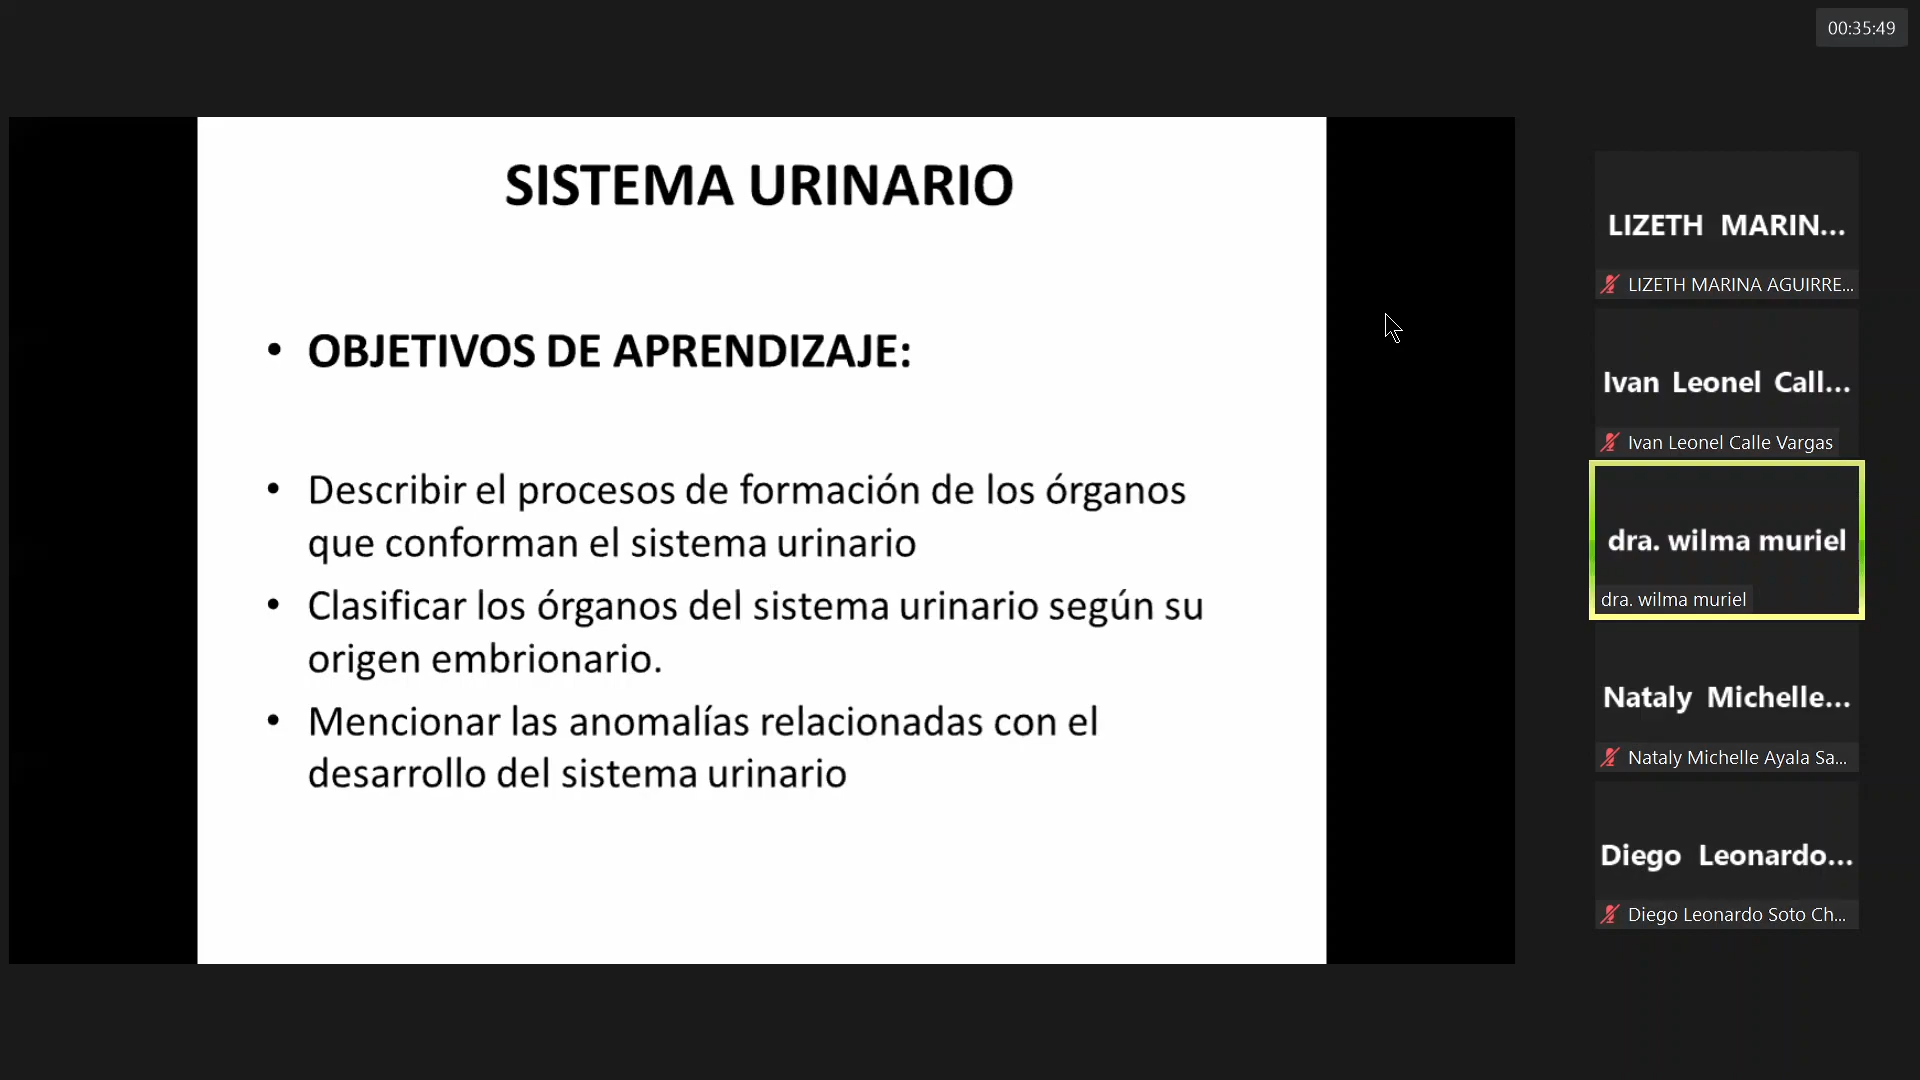 00:35:49
SISTEMA URINARIO
• OBJETIVOS DE APRENDIZAJE:
• Describir el procesos de formación de los órganos
que conforman el sistema urinario
• Clasificar los órganos del sistema urinario según su
origen embrionario.
• Mencionar las anomalías relacionadas con el
desarrollo del sistema urinario
LIZETH MARIN...
LIZETH MARINA AGUIRRE...
Ivan Leonel Call...
Ivan Leonel Calle Vargas
dra. wilma muriel
dra. wilma muriel
Nataly Michelle...
Nataly Michelle Ayala Sa...
Diego Leonardo...
Diego Leonardo Soto Ch...